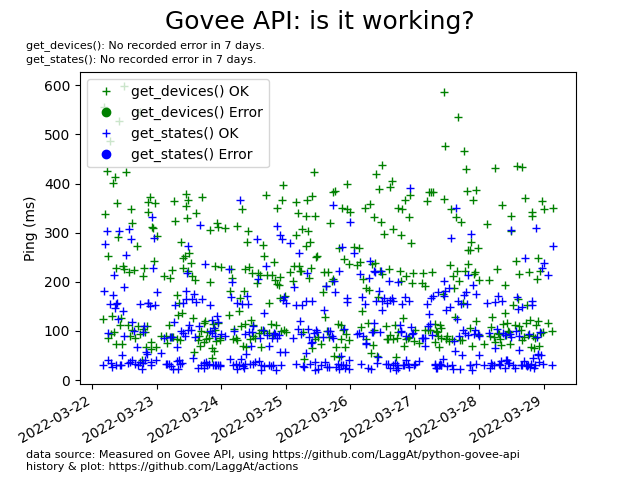 Govee API: is it working?
get_devices(): No recorded error in 7 days.
get_states(): No recorded error in 7 days.
get_devices() OK
get_devices() Error
get_states() OK
get_states() Error
Ping (ms)
600
500
400
300
200
100
0
2022-03-22
2022-03-23
2022-03-24
2022-03-25
2022-03-26
2022-03-27
2022-03-28
2022-03-29
data source: Measured on Govee API, using https://github.com/LaggAt/python-govee-api
history & plot: https://github.com/LaggAt/actions